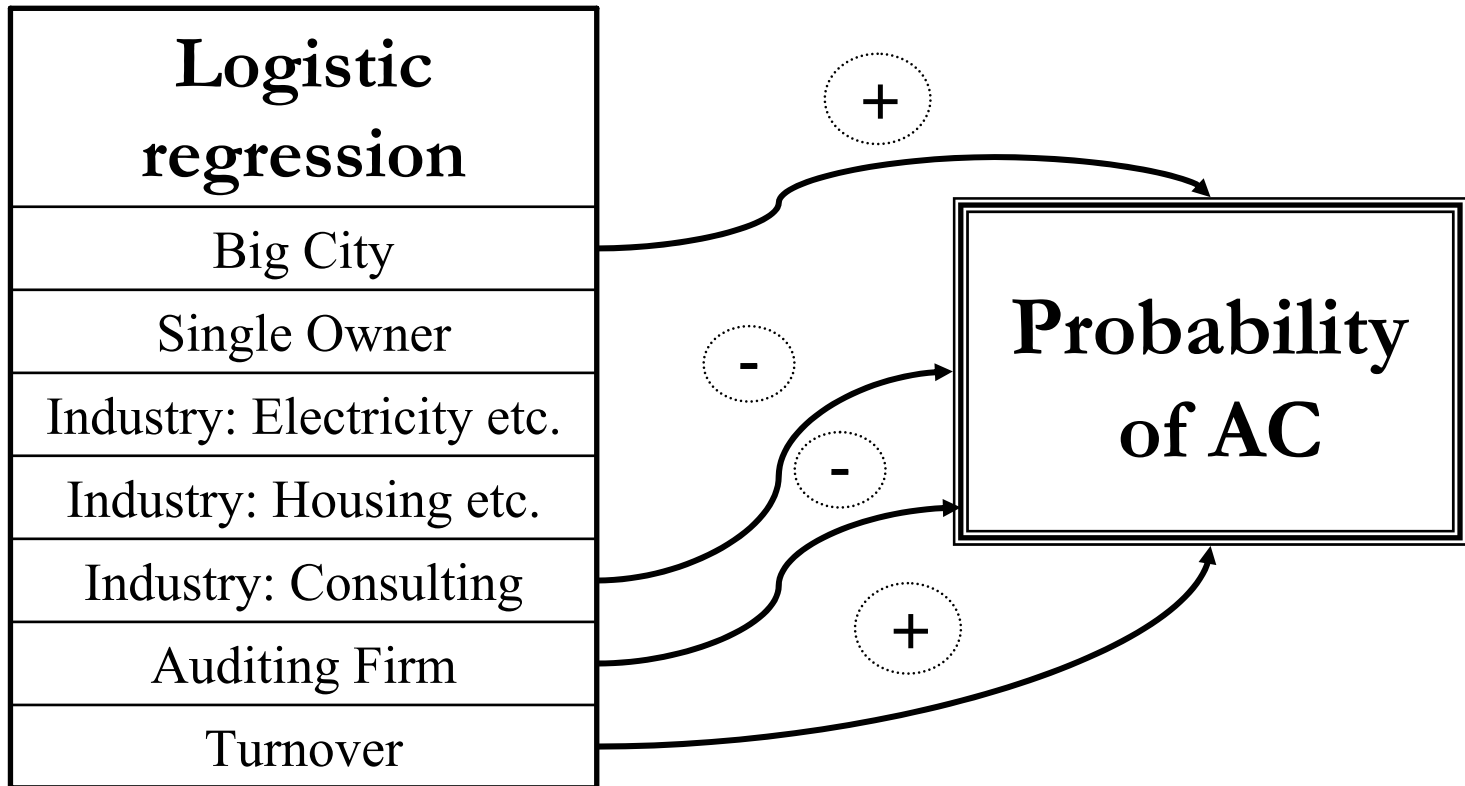 Logistic
regression
Big City
Single Owner
Industry: Electricity etc.
Industry: Housing etc.
Industry: Consulting
Auditing Firm
Turnover
+
-
-
+
Probability
of AC